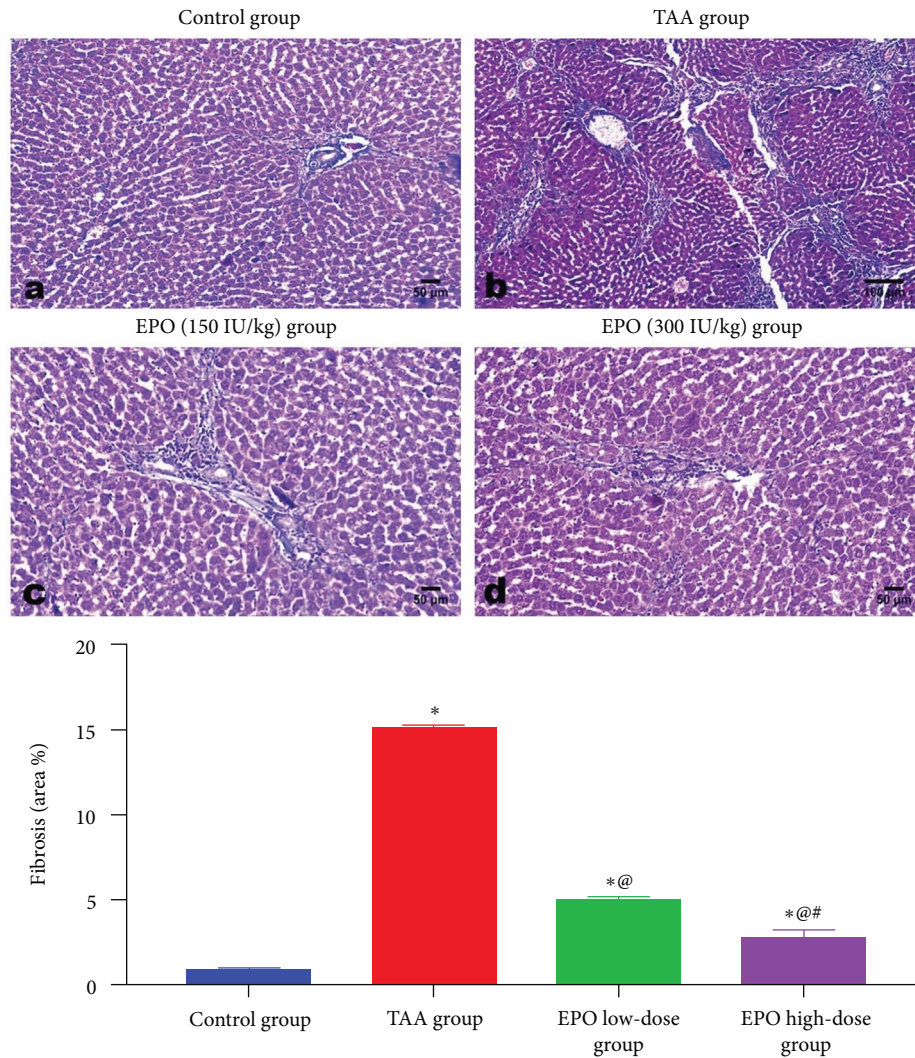 Control group
TAA group
a
50 µm
b
100 µm
EPO (150 IU/kg) group
EPO (300 IU/kg) group
c
50 µm
d
50 µm
20
15
10
5
0
Fibrosis (area %)
*
*@
*@#
Control group
TAA group
EPO low-dose
group
EPO high-dose
group